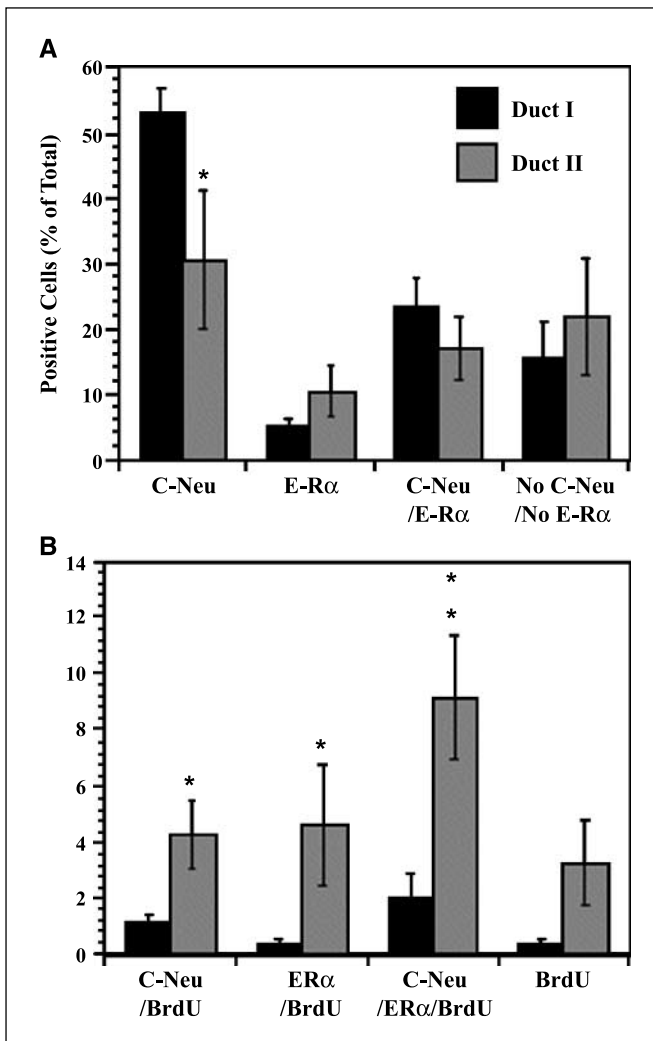 A
60
50
40
30
20
10
0
Positive Cells (% of Total)
Duct I
Duct II
*
C-Neu
E-Rα
C-Neu
/E-Rα
No C-Neu
/No E-Rα
B
14
12
10
8
6
4
2
0
*
*
*
*
C-Neu
/BrdU
ERα
/BrdU
C-Neu
/ERα/BrdU
BrdU